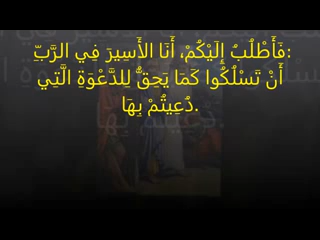 فَأَطْلُبُ إِلَيْكُمْ، أَنَا الأَسِيرَ فِي الرَّبِّ:
أَنْ تَسْلُكُوا كَمَا يَحِقُّ لِلدَّعْوَةِ الَّتِي
دُعِيتُمْ بِهَا.